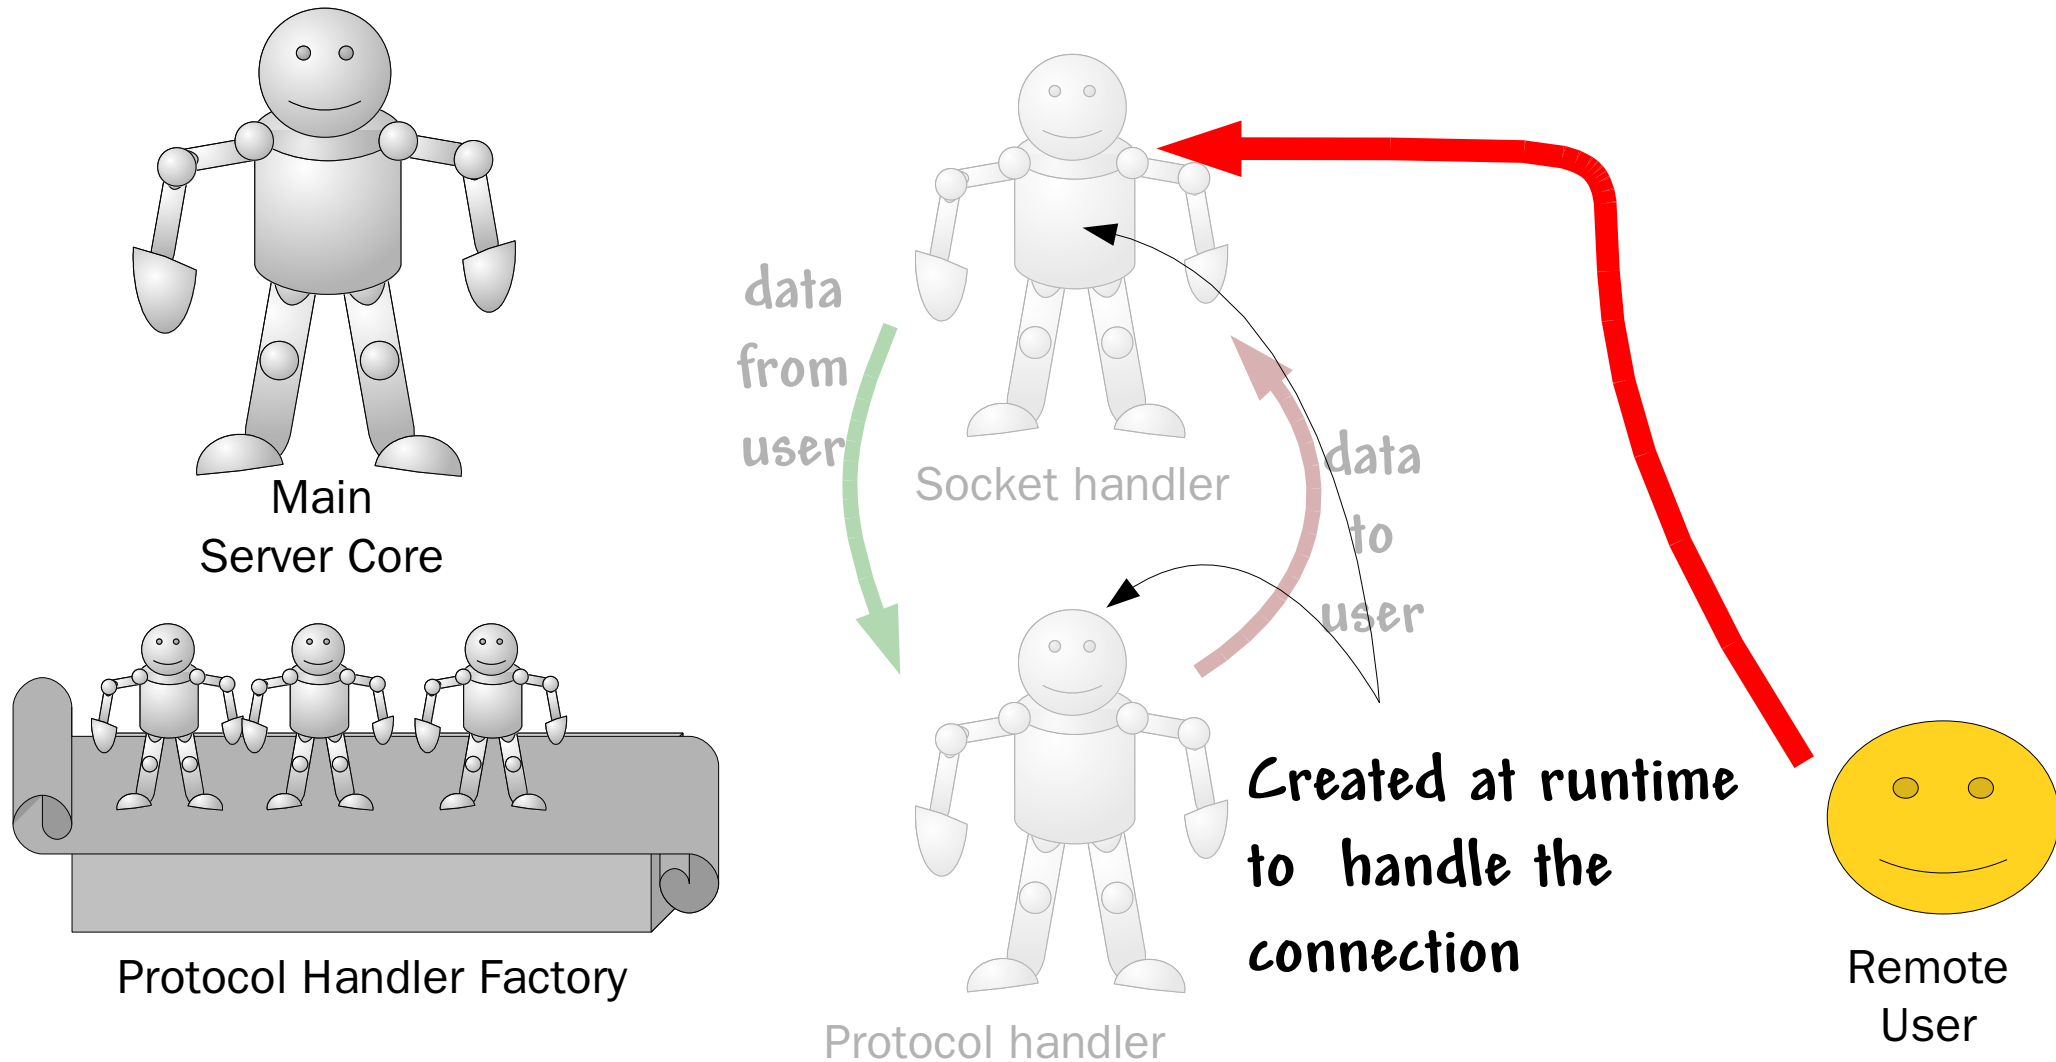 Main
Server Core
Protocol Handler Factory
data
from
user
Socket handler
data
to
user
Protocol handler
Created at runtime
to handle the
connection
Remote
User